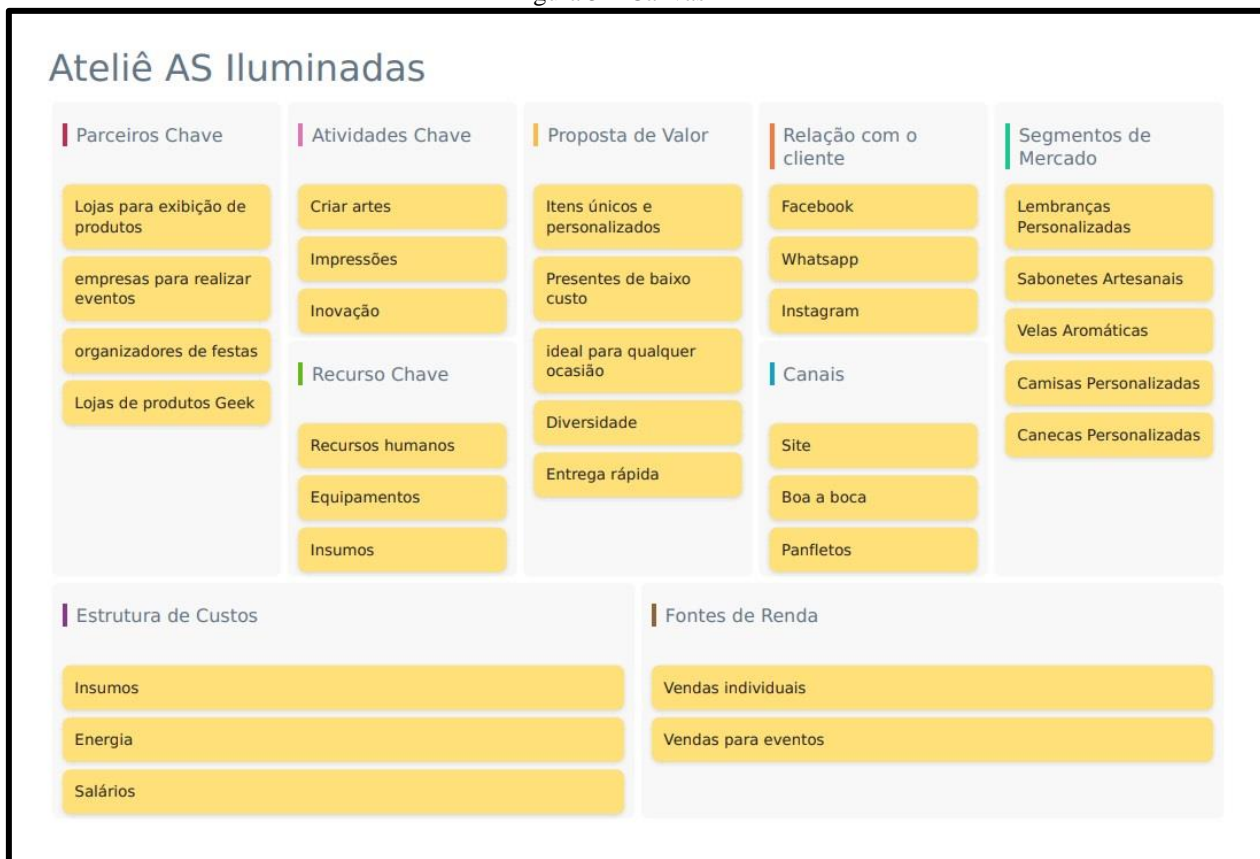 Ateliê AS Iluminadas
Parceiros Chave
Lojas para exibição de
produtos
empresas para realizar
eventos
organizadores de festas
Lojas de produtos Geek
Atividades Chave
Criar artes
Impressões
Inovação
Recurso Chave
Recursos humanos
Equipamentos
Insumos
Proposta de Valor
Itens únicos e
personalizados
Presentes de baixo
custo
ideal para qualquer
ocasião
Diversidade
Entrega rápida
Relação com o
cliente
Facebook
Whatsapp
Instagram
Canais
Site
Boa a boca
Panfletos
Segmentos de
Mercado
Lembranças
Personalizadas
Sabonetes Artesanais
Velas Aromáticas
Camisas Personalizadas
Canecas Personalizadas
Estrutura de Custos
Insumos
Energia
Salários
Fontes de Renda
Vendas individuais
Vendas para eventos